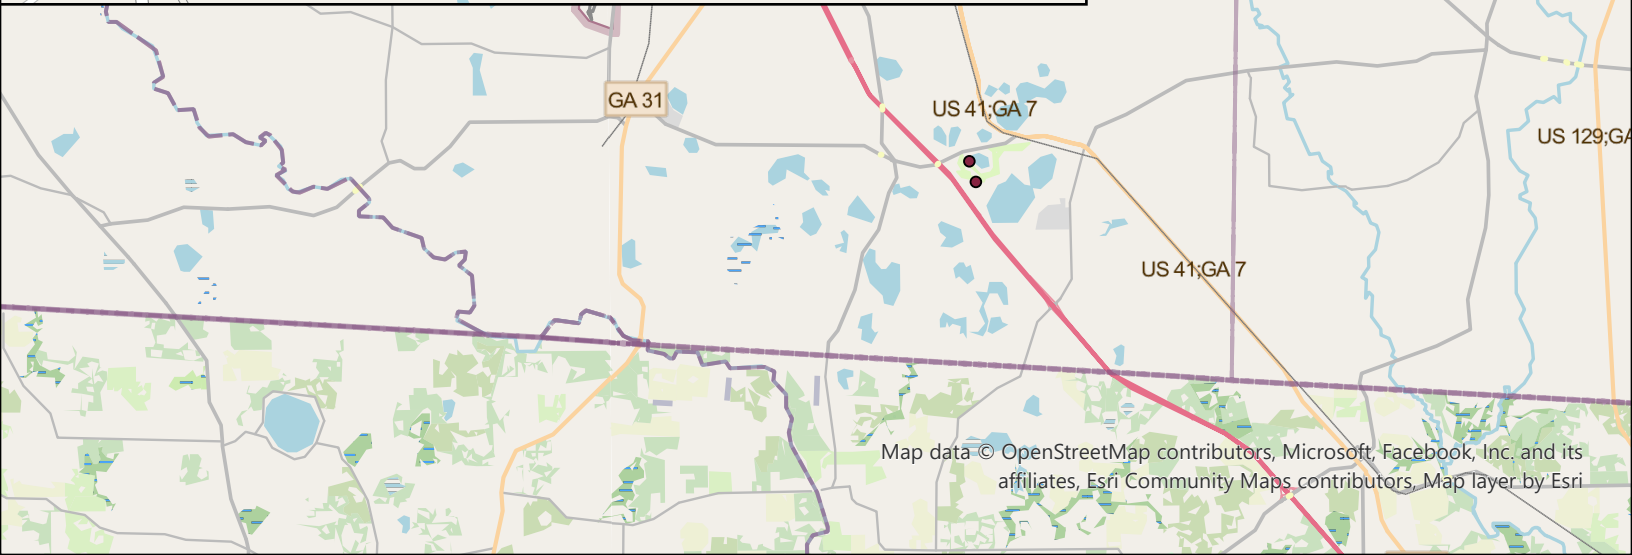 GA 31
US 41;GA 7
US 129;GA
US 41;GA 7
Map data © OpenStreetMap contributors, Microsoft, Facebook, Inc. and its
affiliates, Esri Community Maps contributors, Map layer by Esri